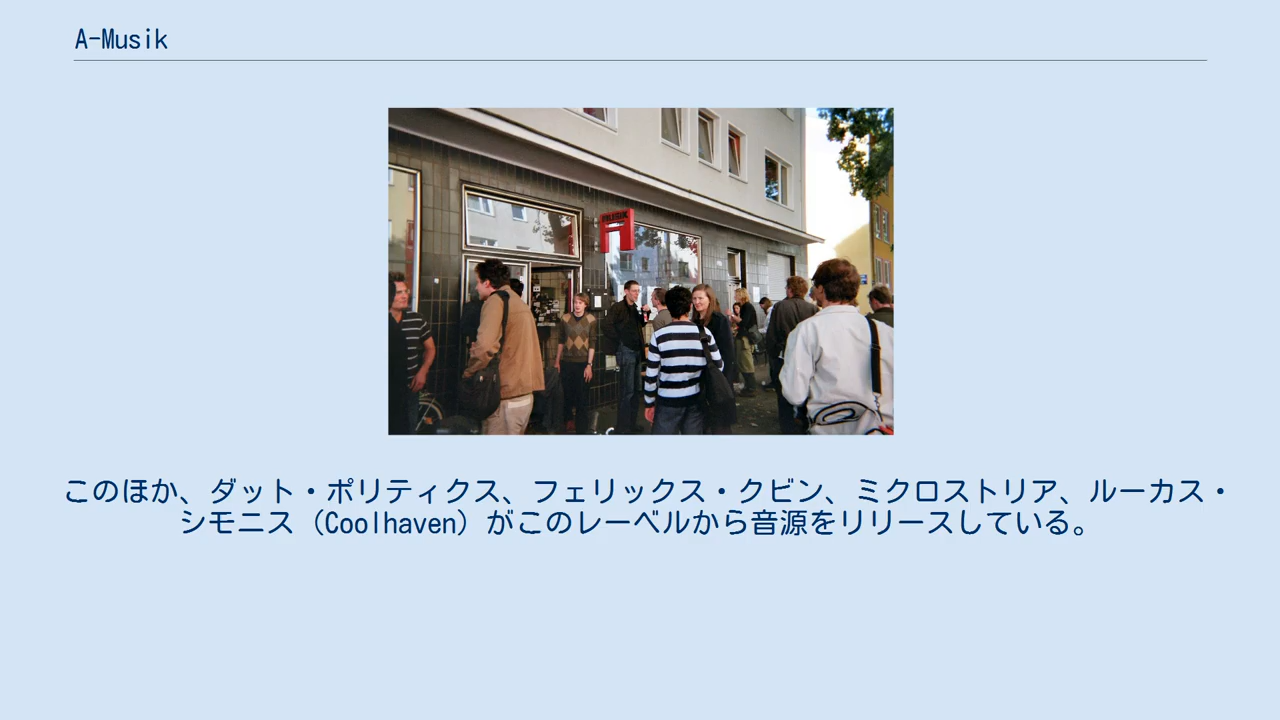 A-Musik
MUSIK
このほか、ダット・ポリティクス、フェリックス・クビン、ミクロストリア、ルーカス・
シモニス（Coolhaven）がこのレーベルから音源をリリースしている。